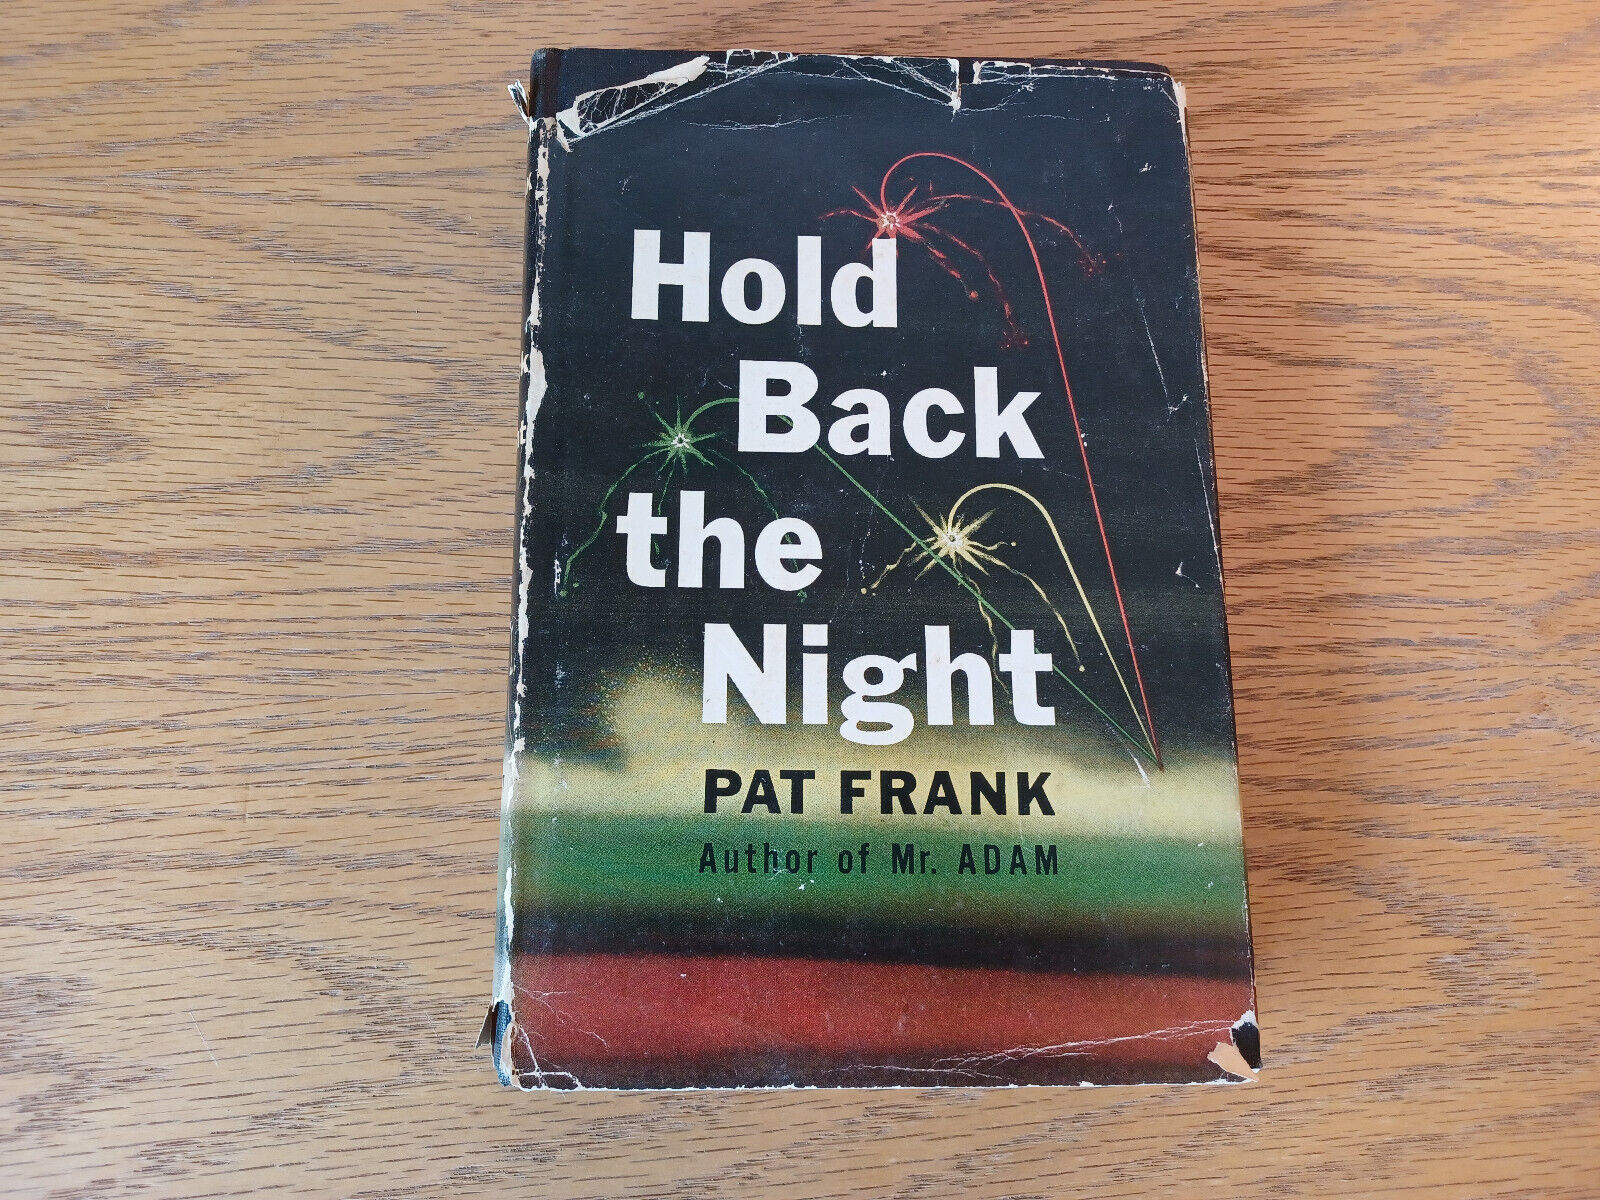 Hold
Back
the
Night
PAT FRANK
Author of Mr. ADAM